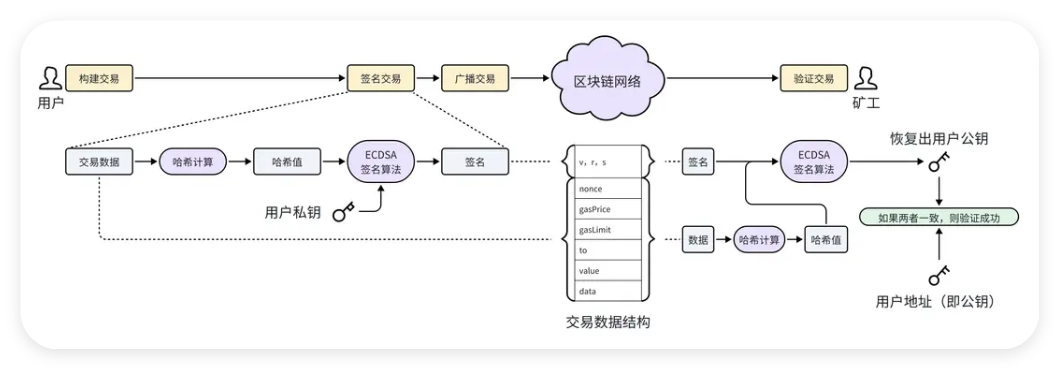 构建交易
签名交易
广播交易
区块链网络
验证交易
用户
矿工
交易数据
哈希计算
哈希值
ECDSA
签名算法
签名
用户私钥
v，r，s
nonce
gasPrice
gasLimit
to
value
data
交易数据结构
签名
ECDSA
签名算法
恢复出用户公钥
数据
哈希计算
哈希值
如果两者一致，则验证成功
用户地址（即公钥）